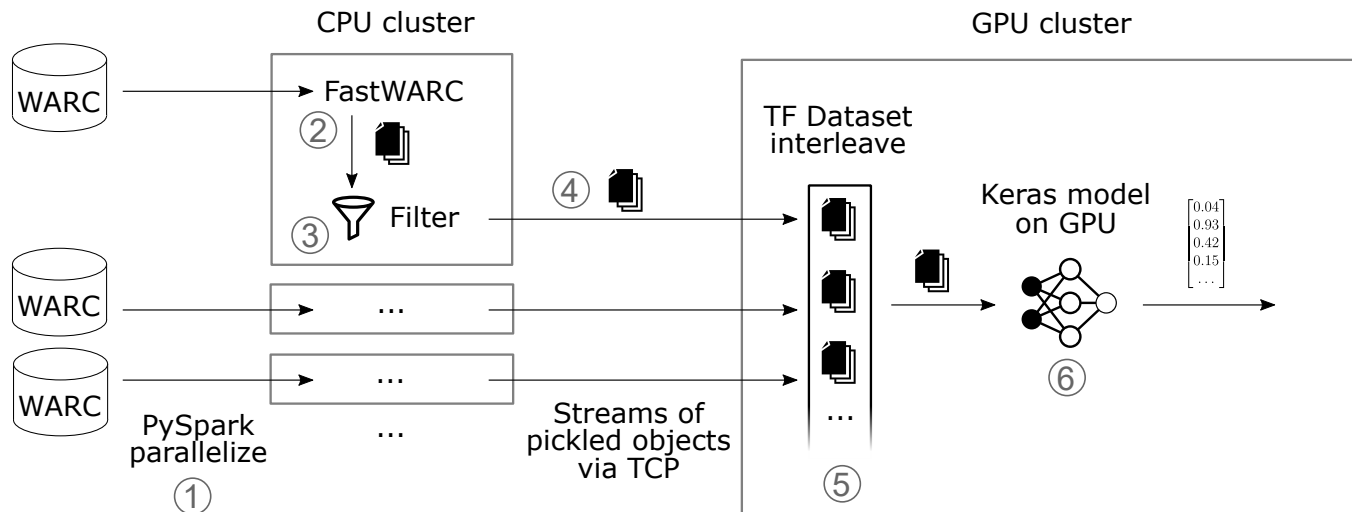 CPU cluster
GPU cluster
WARC
FastWARC
②
③
Filter
④
TF Dataset
interleave
Keras model
on GPU
0.04
0.93
0.42
0.15
...
WARC
...
WARC
...
...
...
PySpark
parallelize
①
Streams of
pickled objects
via TCP
⑤
⑥